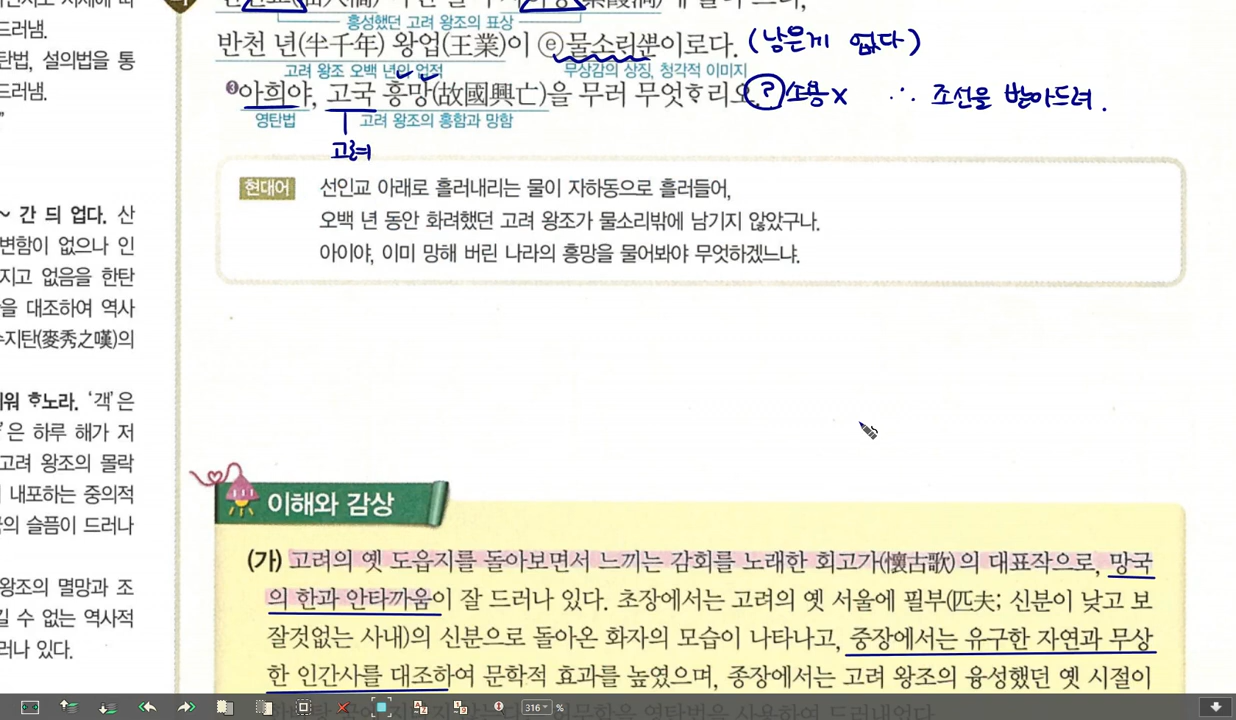 드러냄.
탄법, 설의법을 통
드러냄.
~ 간 듸 업다. 산
변함이 없으나 인
지고 없음을 한탄
을 대조하여 역사
수지탄(麥秀之嘆)의
워 ᄒᆞ노라. ‘객’은
은 하루 해가 저
고려 왕조의 몰락
내포하는 중의적
의 슬픔이 드러나
왕조의 멸망과 조
길 수 없는 역사적
러나 있다.
흥성했던 고려 왕조의 표상
반천 년(半千年) 왕업(王業)이 ⓔ물소리ᄲᅮᆫ이로다. (남은게 없다)
고려 왕조 오백 년의 업적 무상감의 상징, 청각적 이미지
❸아희야, 고국 흥망(故國興亡)을 무러 무엇ᄒᆞ리오. ? 소용x ∴ 조선을 받아드려.
영탄법 고려 왕조의 흥함과 망함
고려
현대어 선인교 아래로 흘러내리는 물이 자하동으로 흘러들어,
오백 년 동안 화려했던 고려 왕조가 물소리밖에 남기지 않았구나.
아이야, 이미 망해 버린 나라의 흥망을 물어봐야 무엇하겠느냐.
이해와 감상
(가) 고려의 옛 도읍지를 돌아보면서 느끼는 감회를 노래한 회고가(懷古歌)의 대표작으로, 망국
의 한과 안타까움이 잘 드러나 있다. 초장에서는 고려의 옛 서울에 필부(匹夫; 신분이 낮고 보
잘것없는 사내)의 신분으로 돌아온 화자의 모습이 나타나고, 중장에서는 유구한 자연과 무상
한 인간사를 대조하여 문학적 효과를 높였으며, 종장에서는 고려 왕조의 융성했던 옛 시절이
316 %